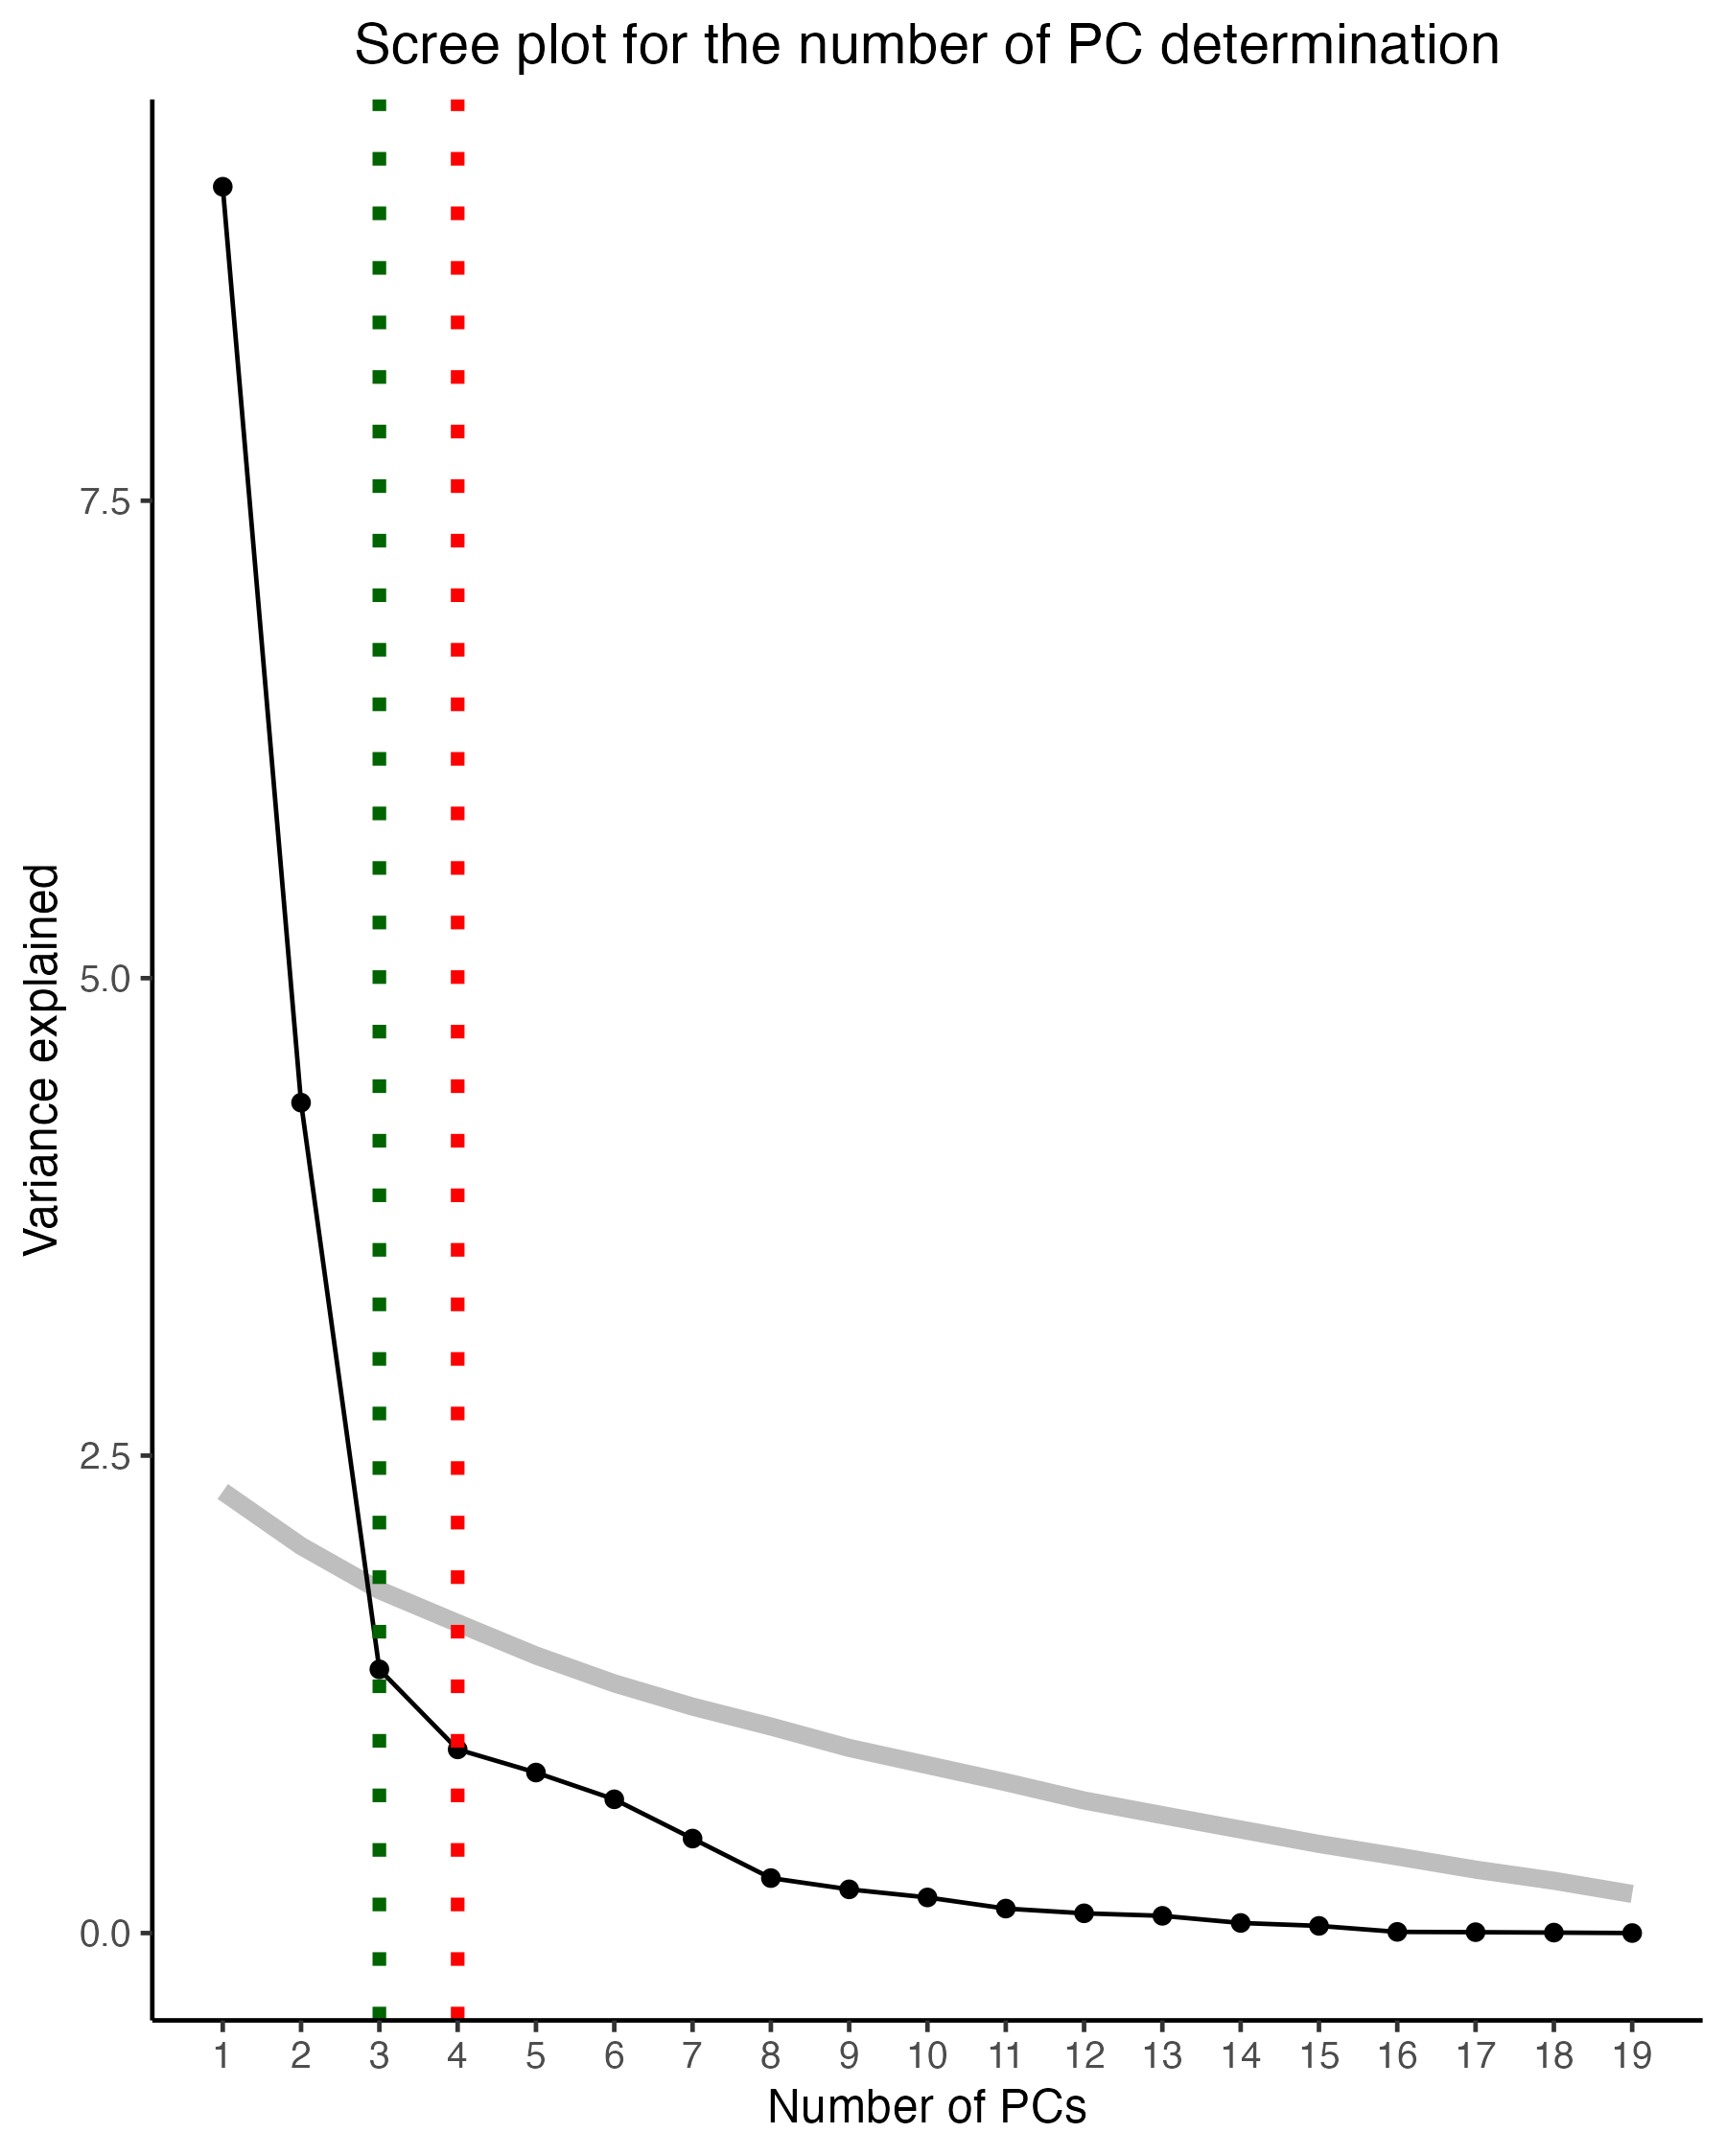 Scree plot for the number of PC determination
Variance explained
7.5
5.0
2.5
0.0
1 2 3 4 5 6 7 8 9 10 11 12 13 14 15 16 17 18 19
Number of PCs